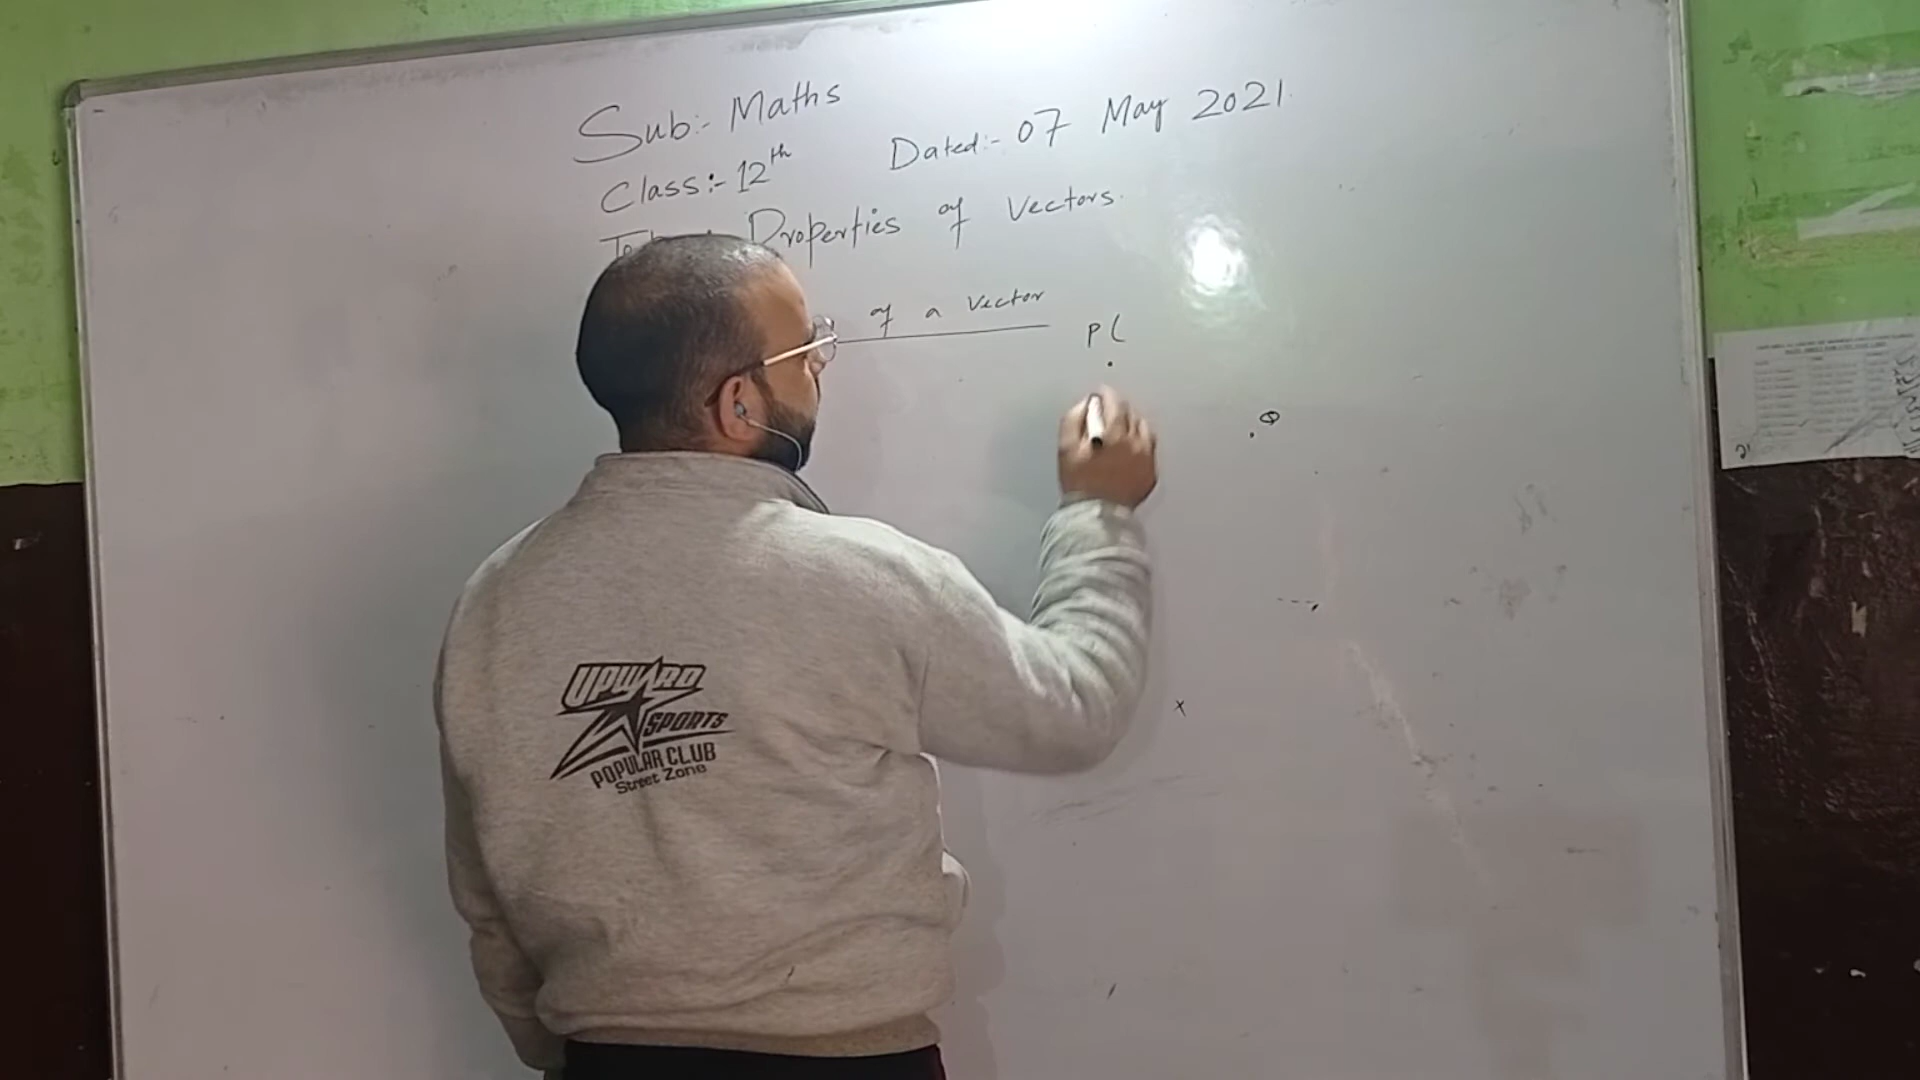 Sub:- Maths
Class:- 12th Dated:- 07 May 2021
Properties of Vectors.
of a Vector
P(
Q
x
UPWARD
SPORTS
POPULAR CLUB
Street Zone